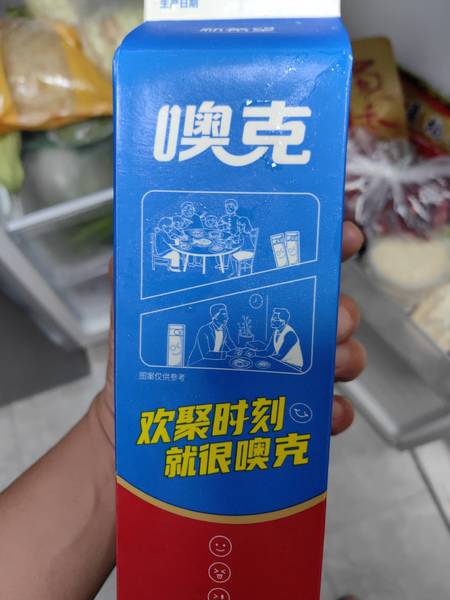 生产日期
新希望
噢克
图案仅供参考
欢聚时刻
就很噢克